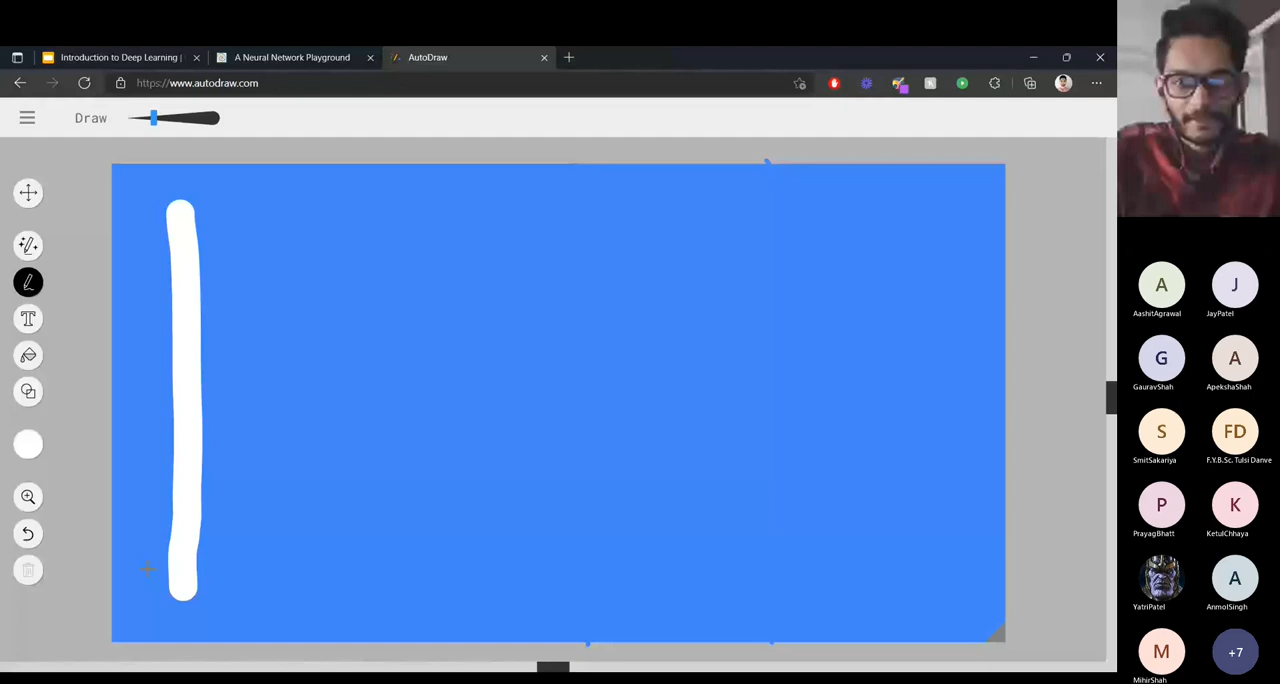 Introduction to Deep Learning |
A Neural Network Playground
AutoDraw
https://www.autodraw.com
Draw
A
J
AashitAgrawal
JayPatel
G
A
GauravShah
ApekshaShah
S
FD
SmitSakariya
F.Y.B.Sc. Tulsi Danve
P
K
PrayagBhatt
KetulChhaya
A
YatriPatel
AnmolSingh
M
+7
MihirShah